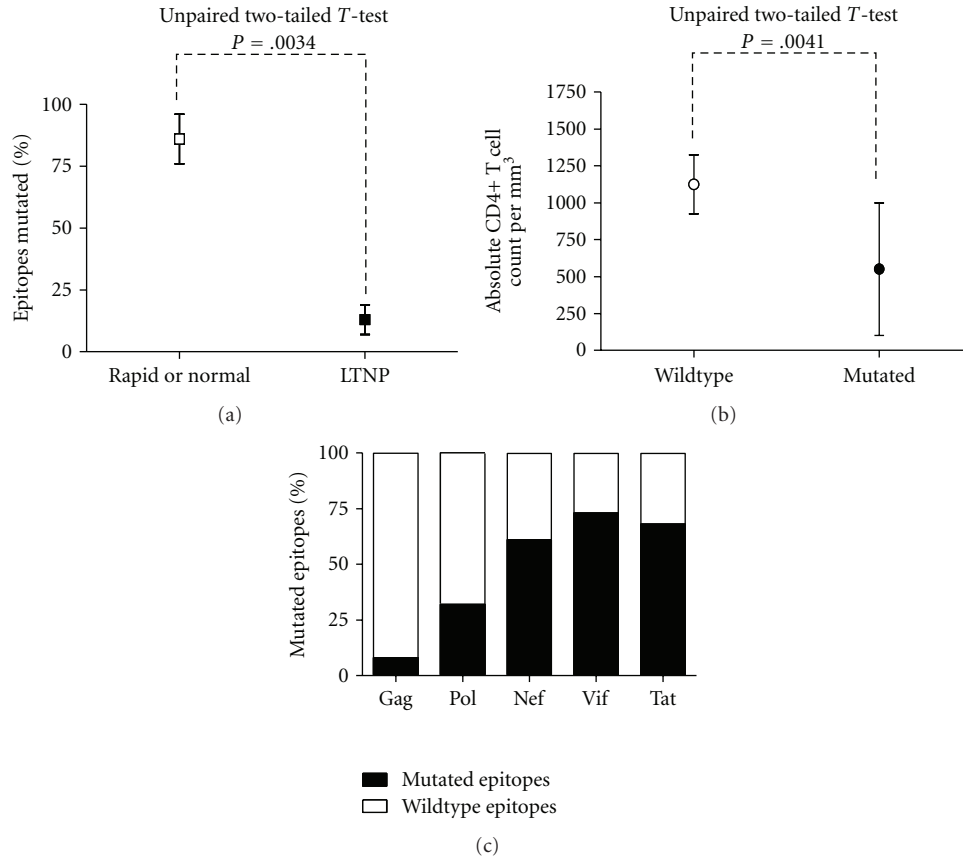 Unpaired two-tailed T-test
P = .0034
Epitopes mutated (%)
100
75
50
25
0
Rapid or normal
LTNP
(a)
Unpaired two-tailed T-test
P = .0041
Absolute CD4+ T cell
count per mm³
1750
1500
1250
1000
750
500
250
0
Wildtype
Mutated
(b)
Mutated epitopes (%)
100
75
50
25
0
Gag
Pol
Nef
Vif
Tat
Mutated epitopes
Wildtype epitopes
(c)